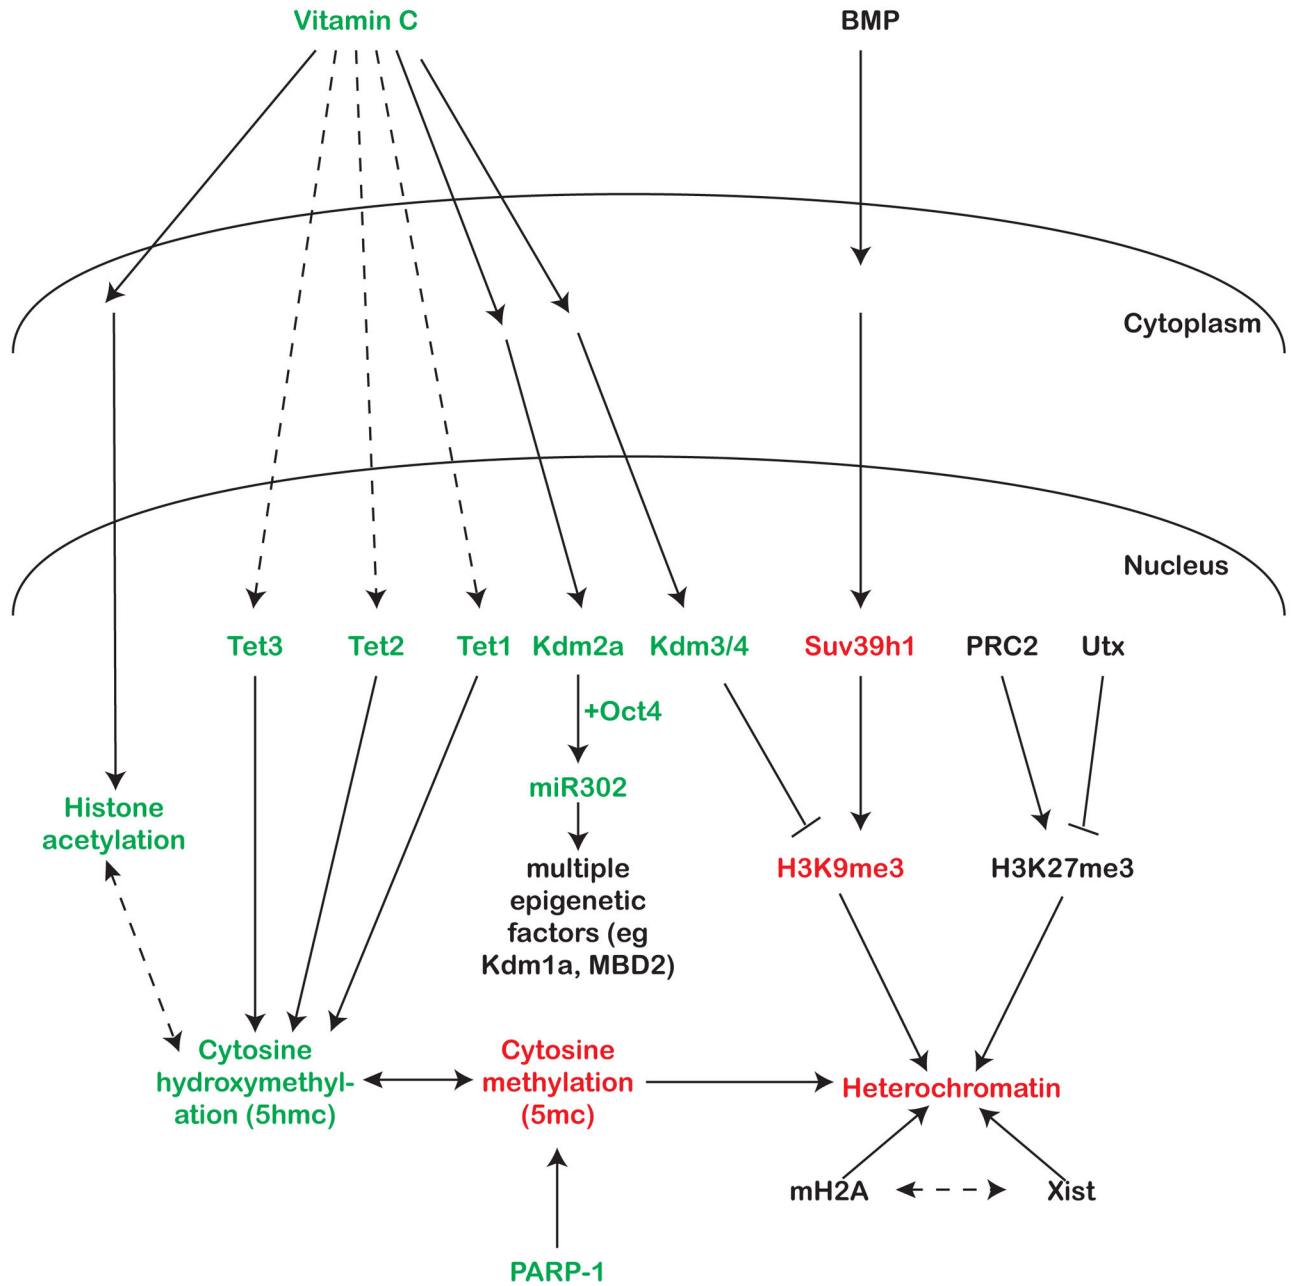 Vitamin C
BMP
Cytoplasm
Nucleus
Tet3
Tet2
Tet1
Kdm2a
Kdm3/4
Suv39h1
PRC2
Utx
+Oct4
miR302
Histone
acetylation
multiple
epigenetic
factors (eg
Kdm1a, MBD2)
H3K9me3
H3K27me3
Cytosine
hydroxymethyl-
ation (5hmc)
Cytosine
methylation
(5mc)
Heterochromatin
mH2A
Xist
PARP-1